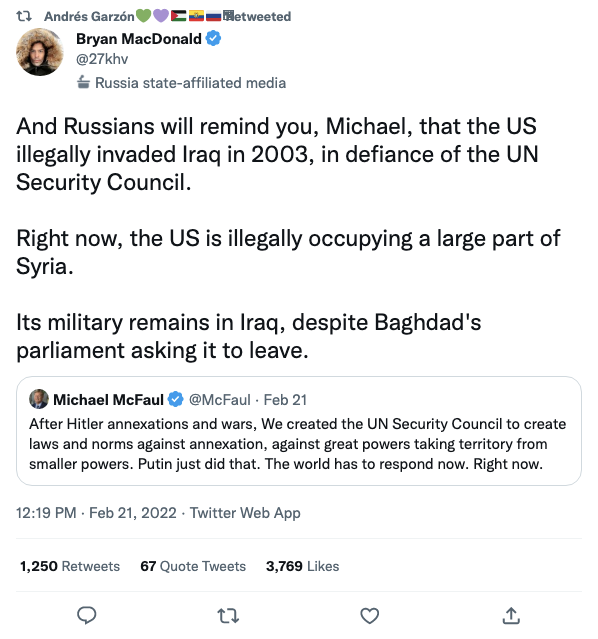 Andrés Garzón💚💜🇵🇸🇪🇨🇷🇺 Retweeted
Bryan MacDonald
@27khv
Russia state-affiliated media
And Russians will remind you, Michael, that the US
illegally invaded Iraq in 2003, in defiance of the UN
Security Council.
Right now, the US is illegally occupying a large part of
Syria.
Its military remains in Iraq, despite Baghdad's
parliament asking it to leave.
Michael McFaul @McFaul · Feb 21
After Hitler annexations and wars, We created the UN Security Council to create
laws and norms against annexation, against great powers taking territory from
smaller powers. Putin just did that. The world has to respond now. Right now.
12:19 PM · Feb 21, 2022 · Twitter Web App
1,250 Retweets 67 Quote Tweets 3,769 Likes